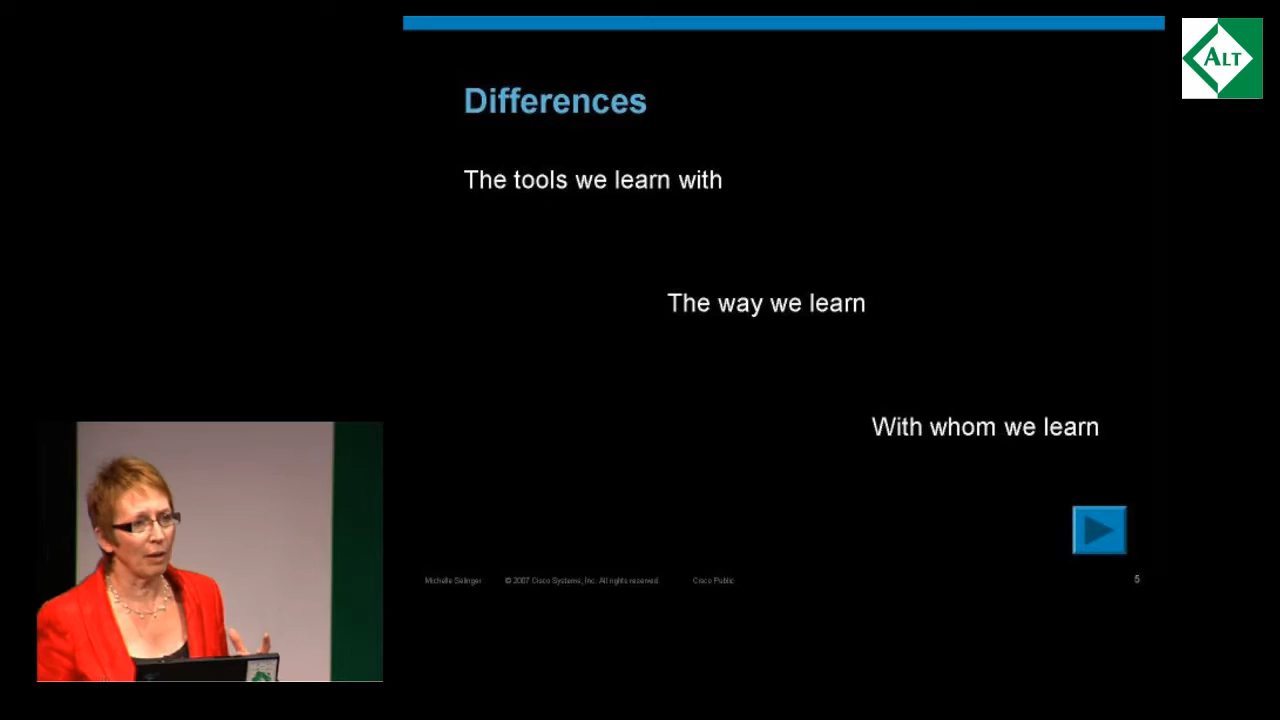 ALT
Differences
The tools we learn with
The way we learn
With whom we learn
Michelle Selinger © 2007 Cisco Systems, Inc. All rights reserved. Cisco Public 5